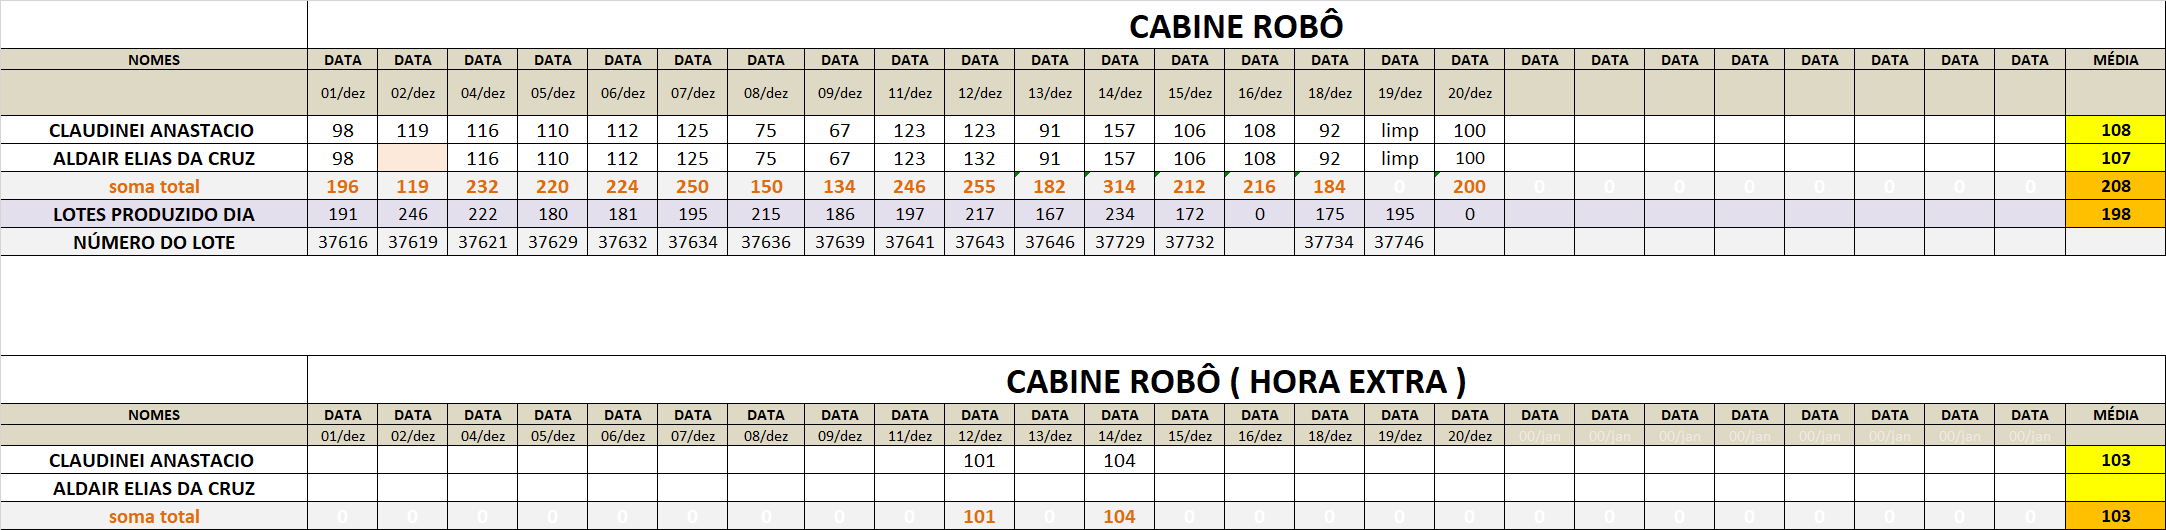 CABINE ROBÔ
NOMES DATA DATA DATA DATA DATA DATA DATA DATA DATA DATA DATA DATA DATA DATA DATA DATA DATA DATA DATA DATA DATA DATA DATA DATA DATA MÉDIA
01/dez 02/dez 04/dez 05/dez 06/dez 07/dez 08/dez 09/dez 11/dez 12/dez 13/dez 14/dez 15/dez 16/dez 18/dez 19/dez 20/dez
CLAUDINEI ANASTACIO 98 119 116 110 112 125 75 67 123 123 91 157 106 108 92 limp 100 108
ALDAIR ELIAS DA CRUZ 98 116 110 112 125 75 67 123 132 91 157 106 108 92 limp 100 107
soma total 196 119 232 220 224 250 150 134 246 255 182 314 212 216 184 0 200 0 0 0 0 0 0 0 0 208
LOTES PRODUZIDO DIA 191 246 222 180 181 195 215 186 197 217 167 234 172 0 175 195 0 198
NÚMERO DO LOTE 37616 37619 37621 37629 37632 37634 37636 37639 37641 37643 37646 37729 37732 37734 37746
CABINE ROBÔ ( HORA EXTRA )
NOMES DATA DATA DATA DATA DATA DATA DATA DATA DATA DATA DATA DATA DATA DATA DATA DATA DATA DATA DATA DATA DATA DATA DATA DATA DATA MÉDIA
01/dez 02/dez 04/dez 05/dez 06/dez 07/dez 08/dez 09/dez 11/dez 12/dez 13/dez 14/dez 15/dez 16/dez 18/dez 19/dez 20/dez 00/jan 00/jan 00/jan 00/jan 00/jan 00/jan 00/jan 00/jan
CLAUDINEI ANASTACIO 101 104 103
ALDAIR ELIAS DA CRUZ
soma total 0 0 0 0 0 0 0 0 0 101 0 104 0 0 0 0 0 0 0 0 0 0 0 0 0 103